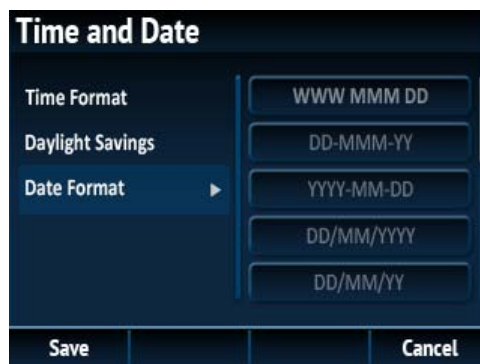 Time and Date
Time Format
Daylight Savings
Date Format
WWW MMM DD
DD-MMM-YY
YYYY-MM-DD
DD/MM/YYYY
DD/MM/YY
Save
Cancel